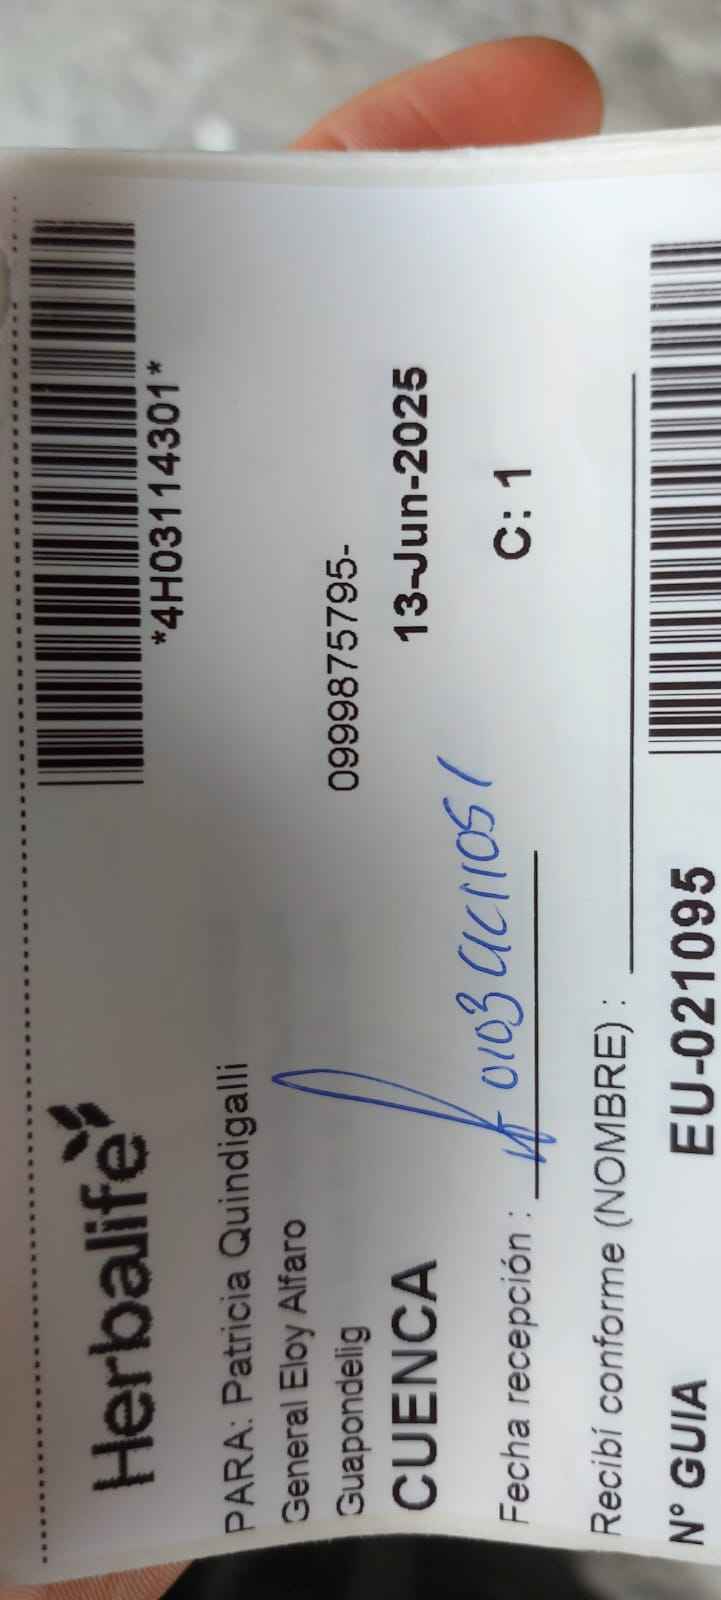 Herbalife
*4H03114301*
PARA: Patricia Quindigalli
General Eloy Alfaro
Guapondelig 0999875795-
CUENCA 13-Jun-2025
Fecha recepción : C: 1
Recibí conforme (NOMBRE) :
N° GUIA EU-021095